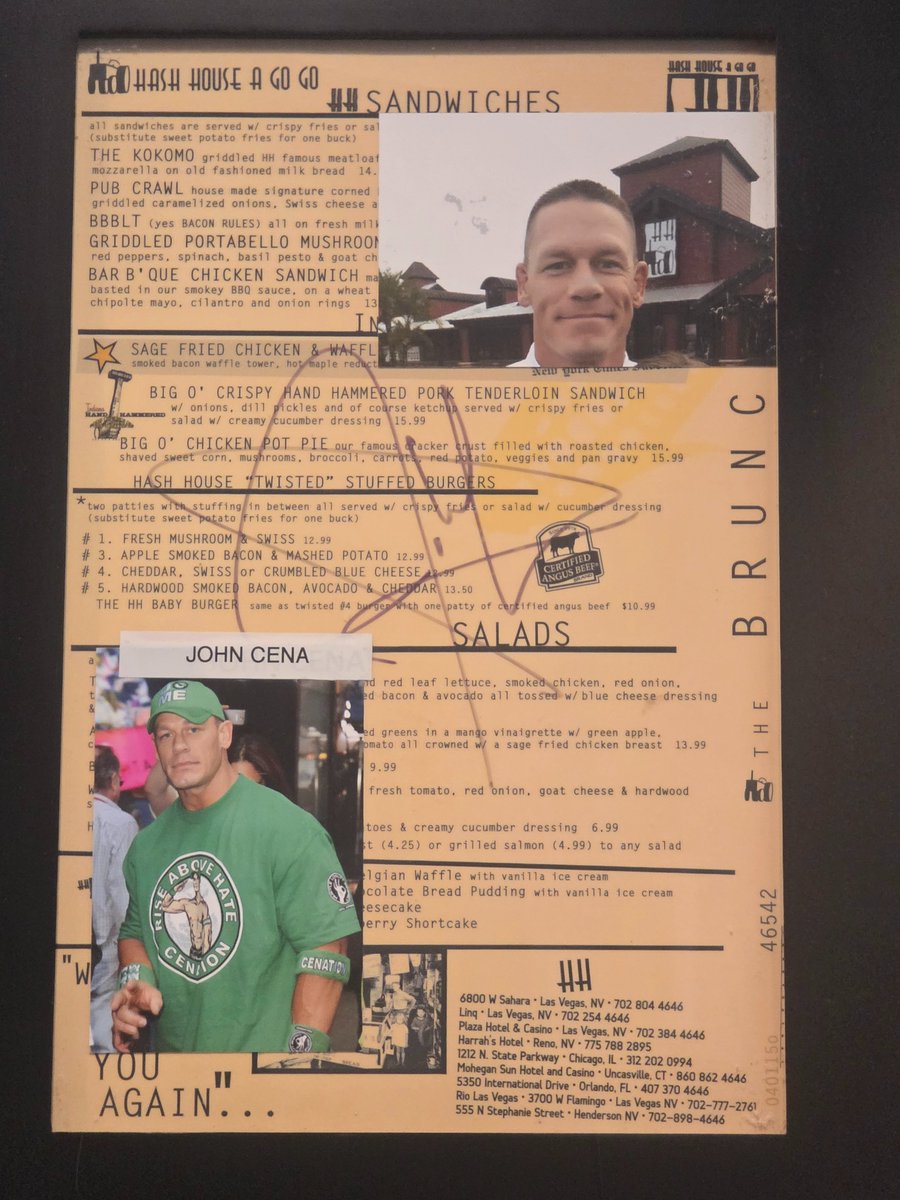 HASH HOUSE A GO GO
HASH HOUSE A GO GO
HH SANDWICHES
all sandwiches are served w/ crispy fries or
(substitute sweet potato fries for one buck)
THE KOKOMO griddled HH famous meatloaf
mozzarella on old fashioned milk bread 14.
PUB CRAWL house made signature corned
griddled caramelized onions, Swiss cheese
BBBLT (yes BACON RULES) all on fresh
GRIDDLED PORTABELLO
red peppers, spinach, basil pesto & goat
BAR B'QUE CHICKEN SANDWICH
basted in our smokey BBQ sauce, on a wheat
chipolte mayo, cilantro and onion rings 13
HH
SAGE FRIED CHICKEN &
smoked bacon waffle tower, hot maple
New York Times
BIG O' CRISPY HAND HAMMERED PORK TENDERLOIN SANDWICH
Indiana
HAND HAMMERED
w/ onions, dill pickles and of course ketchup served w/ crispy fries or
salad w/ creamy cucumber dressing 15.99
BIG O' CHICKEN POT PIE our famous cracker crust filled with roasted chicken,
shaved sweet corn, mushrooms, broccoli, carrots, red potato, veggies and pan gravy 15.99
HASH HOUSE "TWISTED" STUFFED BURGERS
*two patties with stuffing in between all served w/ crispy fries or salad w/ cucumber dressing
(substitute sweet potato fries for one buck)
# 1. FRESH MUSHROOM & SWISS 12.99
# 3. APPLE SMOKED BACON & MASHED POTATO 12.99
# 4. CHEDDAR, SWISS or CRUMBLED BLUE CHEESE 12.99
# 5. HARDWOOD SMOKED BACON, AVOCADO & CHEDDAR 13.50
THE HH BABY BURGER same as twisted #4 burger with one patty of certified angus beef $10.99
CERTIFIED
ANGUS BEEF
THE BRUNC
SALADS
JOHN CENA
red leaf lettuce, smoked chicken, red onion,
bacon & avocado all tossed w/ blue cheese dressing
greens in a mango vinaigrette w/ green apple,
all crowned w/ a sage fried chicken breast 13.99
9.99
fresh tomato, red onion, goat cheese & hardwood
& creamy cucumber dressing 6.99
(4.25) or grilled salmon (4.99) to any salad
ME
RISE ABOVE HATE
CENATION
CENATION
Waffle with vanilla ice cream
Bread Pudding with vanilla ice cream
Shortcake
46542
0401150
YOU
AGAIN"...
HH
6800 W Sahara • Las Vegas, NV • 702 804 4646
Linq • Las Vegas, NV • 702 254 4646
Plaza Hotel & Casino • Las Vegas, NV • 702 384 4646
Harrah's Hotel • Reno, NV • 775 788 2895
1212 N. State Parkway • Chicago, IL • 312 202 0994
Mohegan Sun Hotel and Casino • Uncasville, CT • 860 862 4646
5350 International Drive • Orlando, FL • 407 370 4646
Rio Las Vegas • 3700 W Flamingo • Las Vegas NV • 702-777-2761
555 N Stephanie Street • Henderson NV • 702-898-4646